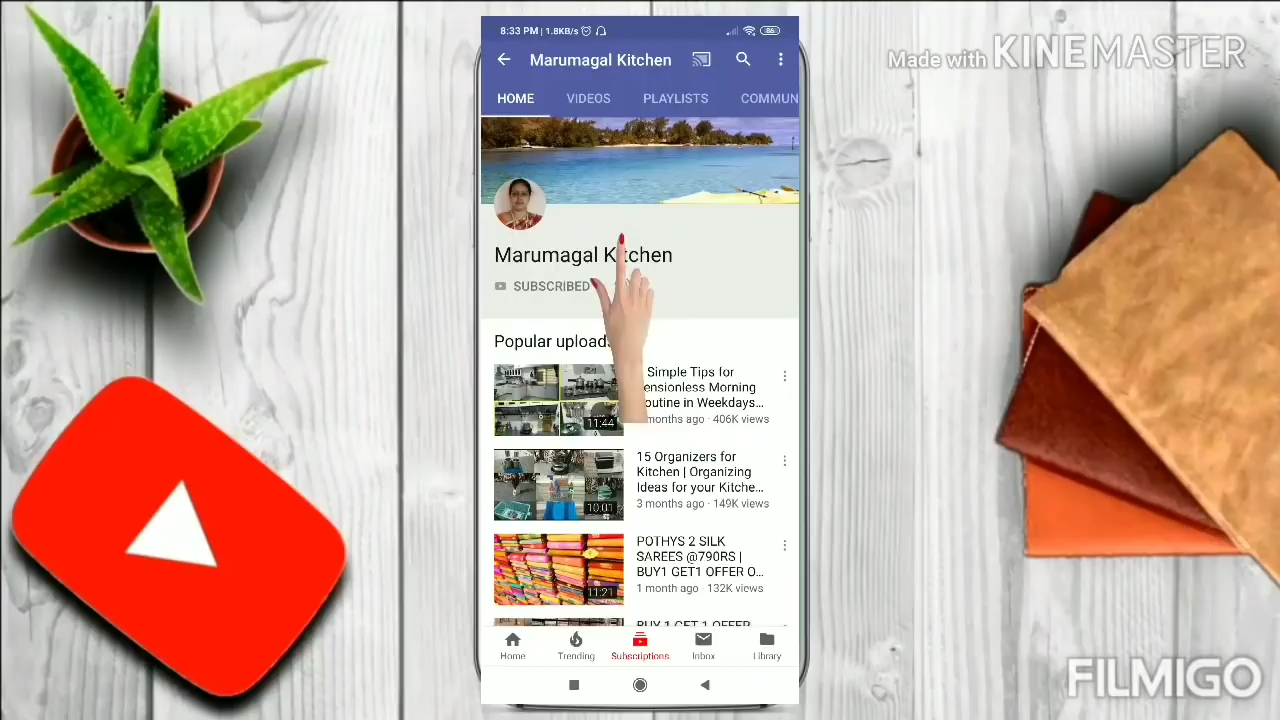 8:33 PM | 1.8KB/s
86
Marumagal Kitchen
HOME VIDEOS PLAYLISTS COMMUN
Made with KINEMASTER
Marumagal Kitchen
SUBSCRIBED
Popular uploads
Simple Tips for
ensionless Morning
outine in Weekdays...
months ago · 406K views
11:44
15 Organizers for
Kitchen | Organizing
Ideas for your Kitche...
3 months ago · 149K views
10:01
POTHYS 2 SILK
SAREES @790RS |
BUY1 GET1 OFFER O...
1 month ago · 132K views
11:21
BUY 1 GET 1 OFFER
Home Trending Subscriptions Inbox Library
FILMIGO